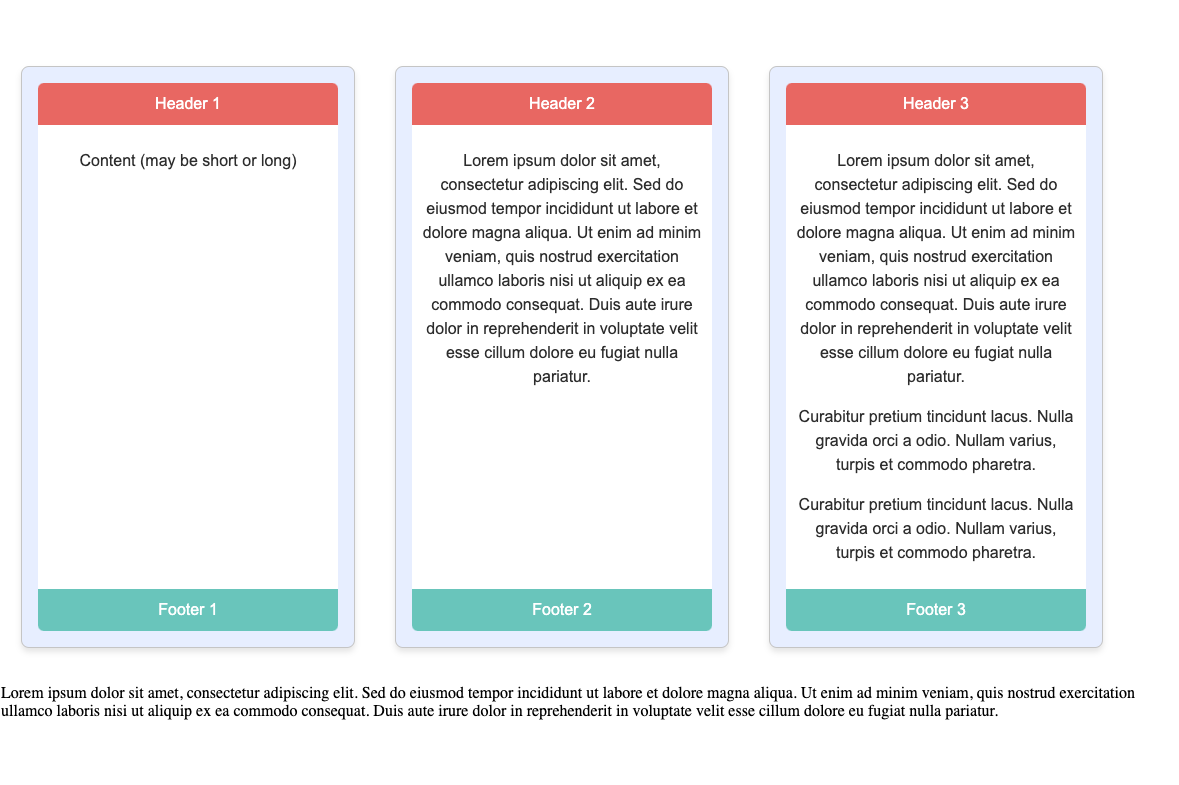 Header 1
Content (may be short or long)
Footer 1
Header 2
Lorem ipsum dolor sit amet,
consectetur adipiscing elit. Sed do
eiusmod tempor incididunt ut labore et
dolore magna aliqua. Ut enim ad minim
veniam, quis nostrud exercitation
ullamco laboris nisi ut aliquip ex ea
commodo consequat. Duis aute irure
dolor in reprehenderit in voluptate velit
esse cillum dolore eu fugiat nulla
pariatur.
Footer 2
Header 3
Lorem ipsum dolor sit amet,
consectetur adipiscing elit. Sed do
eiusmod tempor incididunt ut labore et
dolore magna aliqua. Ut enim ad minim
veniam, quis nostrud exercitation
ullamco laboris nisi ut aliquip ex ea
commodo consequat. Duis aute irure
dolor in reprehenderit in voluptate velit
esse cillum dolore eu fugiat nulla
pariatur.
Curabitur pretium tincidunt lacus. Nulla
gravida orci a odio. Nullam varius,
turpis et commodo pharetra.
Curabitur pretium tincidunt lacus. Nulla
gravida orci a odio. Nullam varius,
turpis et commodo pharetra.
Footer 3
Lorem ipsum dolor sit amet, consectetur adipiscing elit. Sed do eiusmod tempor incididunt ut labore et dolore magna aliqua. Ut enim ad minim veniam, quis nostrud exercitation
ullamco laboris nisi ut aliquip ex ea commodo consequat. Duis aute irure dolor in reprehenderit in voluptate velit esse cillum dolore eu fugiat nulla pariatur.